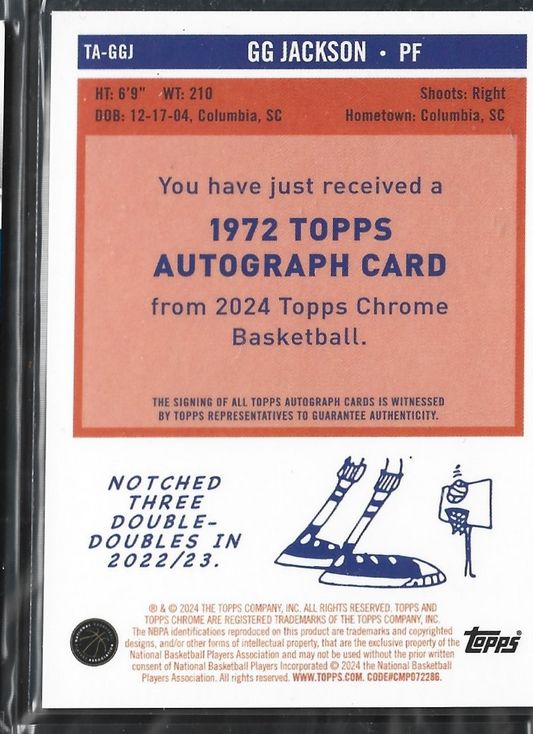 TA-GGJ GG JACKSON • PF
HT: 6'9" WT: 210 Shoots: Right
DOB: 12-17-04, Columbia, SC Hometown: Columbia, SC
You have just received a
1972 TOPPS
AUTOGRAPH CARD
from 2024 Topps Chrome
Basketball.
THE SIGNING OF ALL TOPPS AUTOGRAPH CARDS IS WITNESSED
BY TOPPS REPRESENTATIVES TO GUARANTEE AUTHENTICITY.
NOTCHED
THREE
DOUBLE-
DOUBLES IN
2022/23.
® & © 2024 THE TOPPS COMPANY, INC. ALL RIGHTS RESERVED. TOPPS AND
TOPPS CHROME ARE REGISTERED TRADEMARKS OF THE TOPPS COMPANY, INC.
The NBPA identifications reproduced on this product are trademarks and copyrighted
designs, and/or other forms of intellectual property, that are the exclusive property of the
National Basketball Players Association and may not be used without the prior written
consent of National Basketball Players Incorporated © 2024 the National Basketball
Players Association. All rights reserved. WWW.TOPPS.COM. CODE#CMP072286.
topps